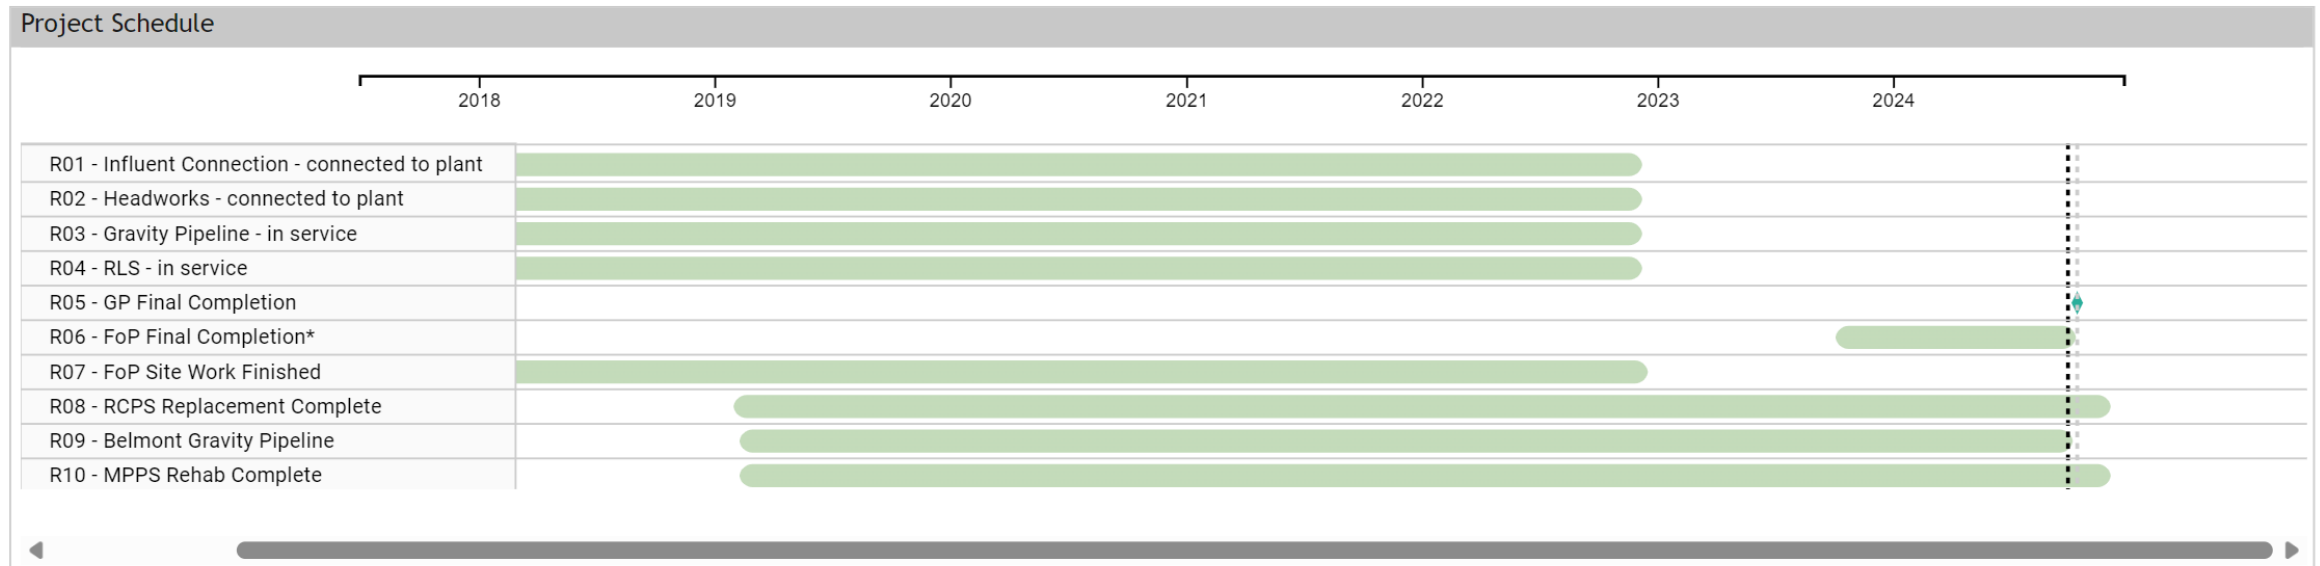 Project Schedule
2018 2019 2020 2021 2022 2023 2024
R01 - Influent Connection - connected to plant
R02 - Headworks - connected to plant
R03 - Gravity Pipeline - in service
R04 - RLS - in service
R05 - GP Final Completion
R06 - FoP Final Completion*
R07 - FoP Site Work Finished
R08 - RCPS Replacement Complete
R09 - Belmont Gravity Pipeline
R10 - MPPS Rehab Complete